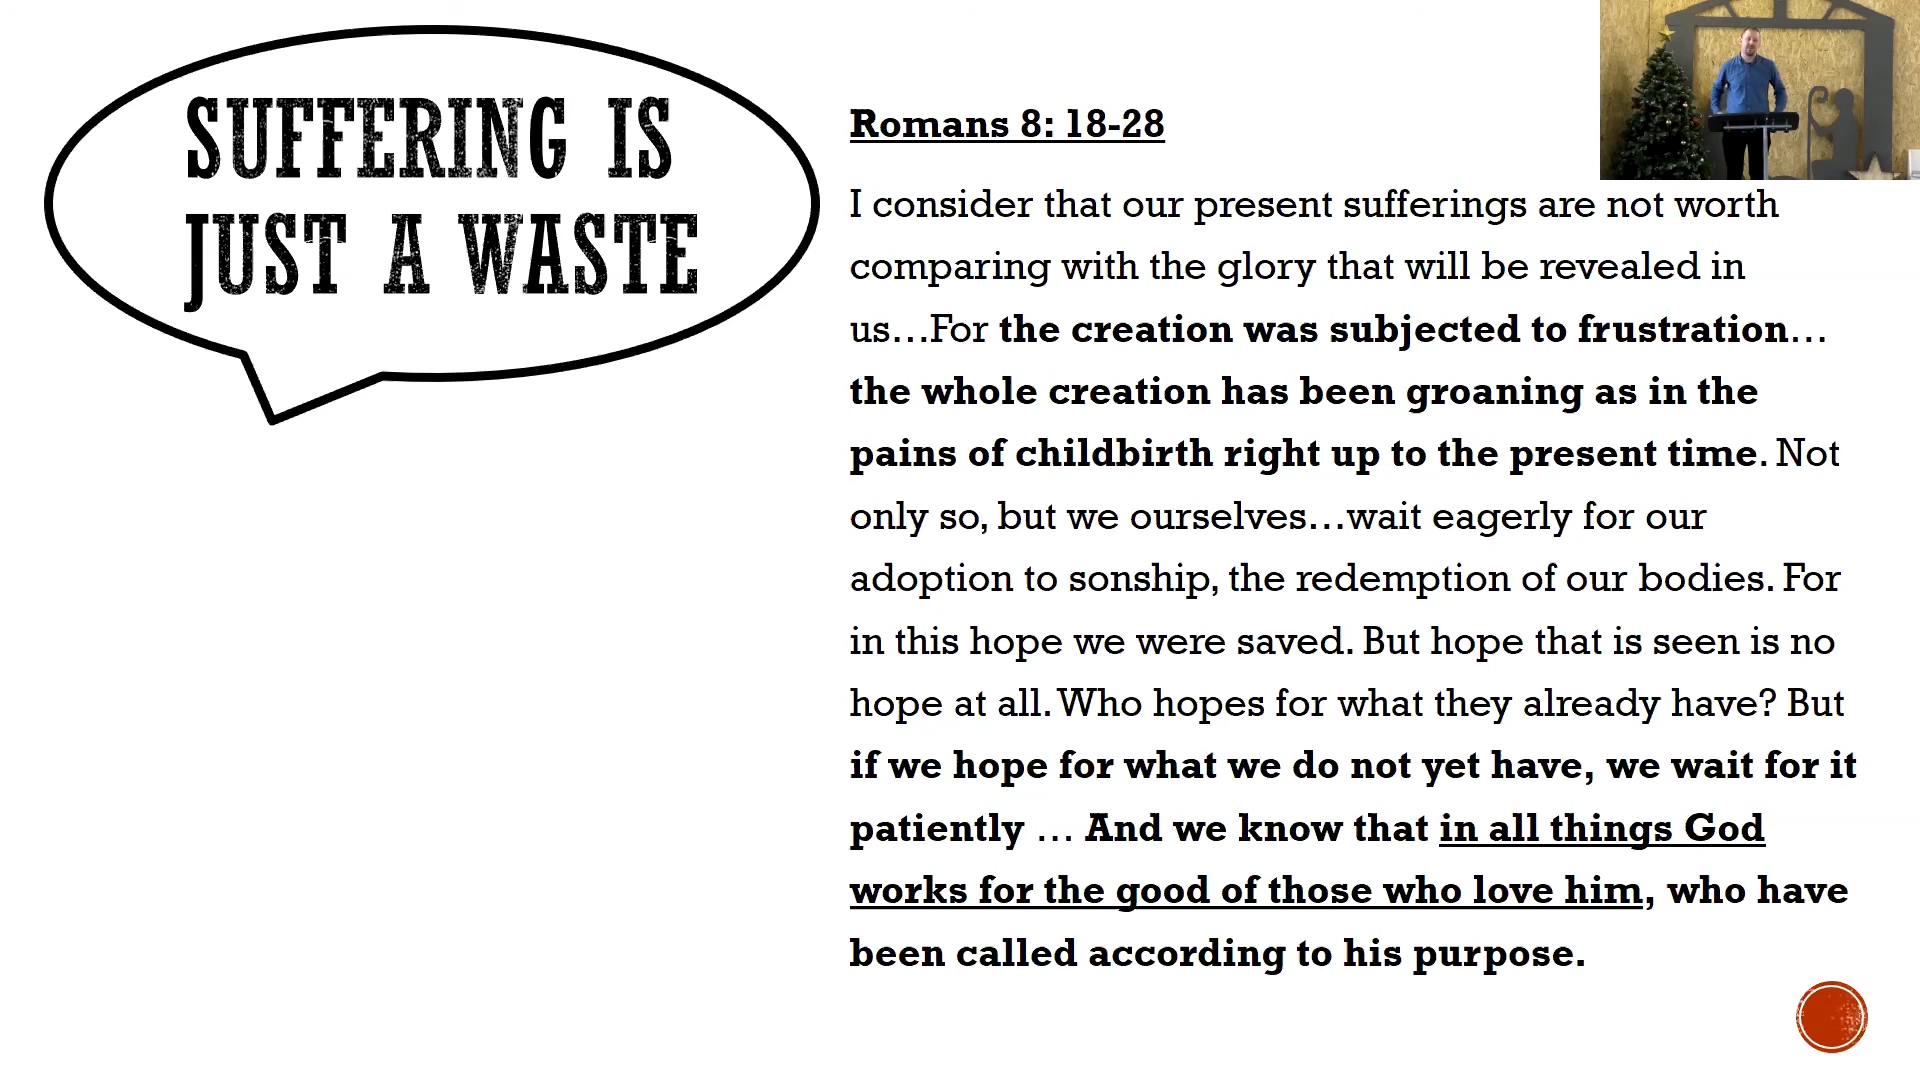 SUFFERING IS
JUST A WASTE
Romans 8: 18-28
I consider that our present sufferings are not worth
comparing with the glory that will be revealed in
us…For the creation was subjected to frustration…
the whole creation has been groaning as in the
pains of childbirth right up to the present time. Not
only so, but we ourselves…wait eagerly for our
adoption to sonship, the redemption of our bodies. For
in this hope we were saved. But hope that is seen is no
hope at all. Who hopes for what they already have? But
if we hope for what we do not yet have, we wait for it
patiently … And we know that in all things God
works for the good of those who love him, who have
been called according to his purpose.